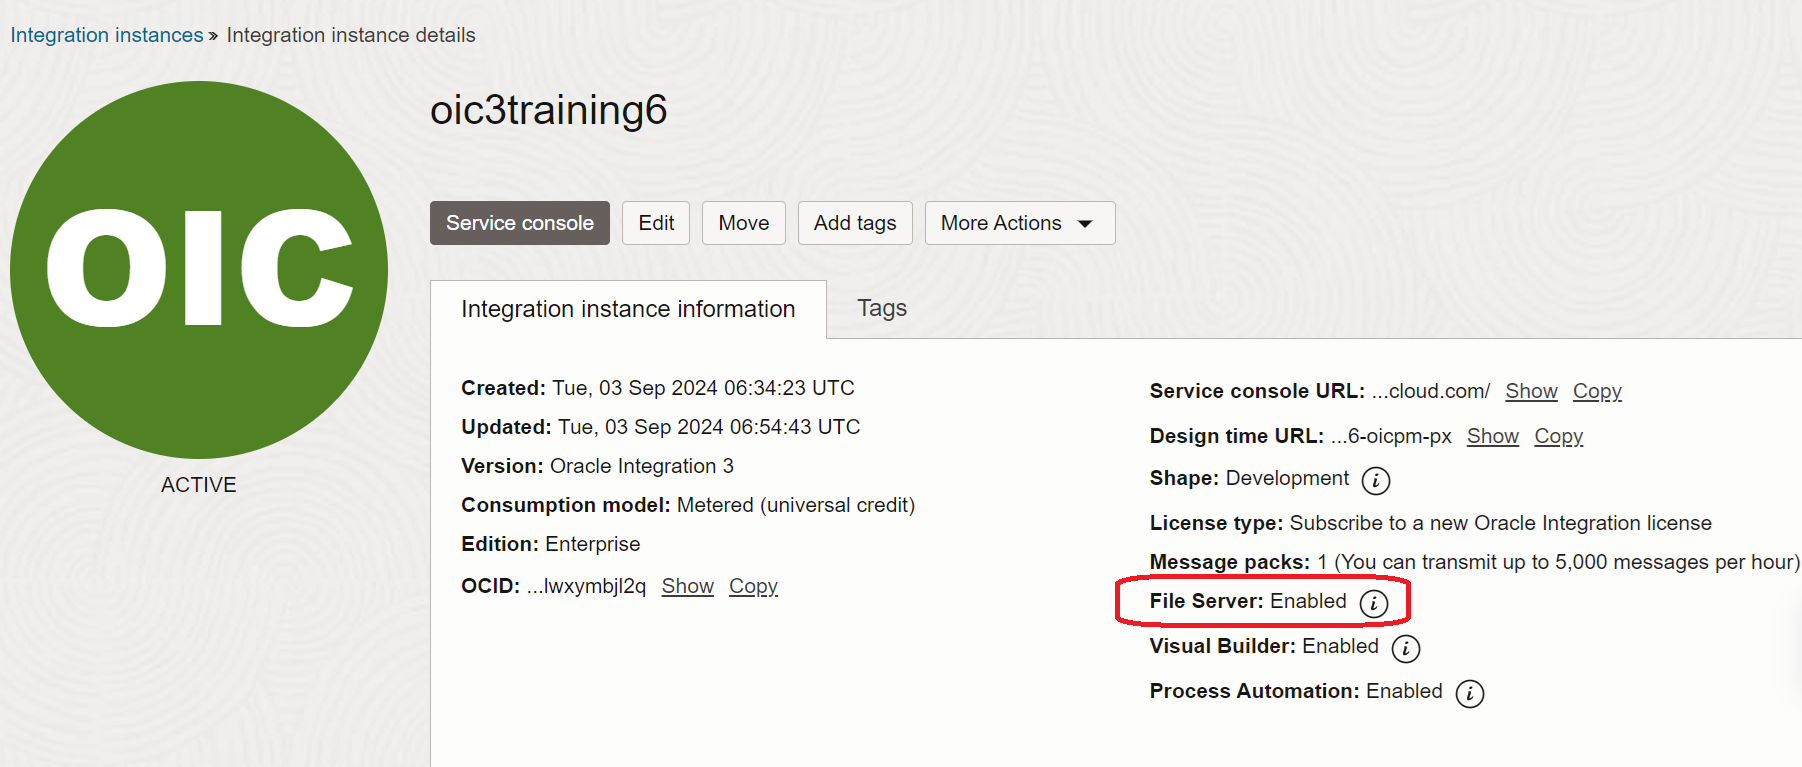 Integration instances » Integration instance details
OIC
ACTIVE
oic3training6
Service console
Edit
Move
Add tags
More Actions
Integration instance information
Tags
Created: Tue, 03 Sep 2024 06:34:23 UTC
Updated: Tue, 03 Sep 2024 06:54:43 UTC
Version: Oracle Integration 3
Consumption model: Metered (universal credit)
Edition: Enterprise
OCID: ...lwxymbjl2q Show Copy
Service console URL: ...cloud.com/ Show Copy
Design time URL: ...6-oicpm-px Show Copy
Shape: Development i
License type: Subscribe to a new Oracle Integration license
Message packs: 1 (You can transmit up to 5,000 messages per hour)
File Server: Enabled i
Visual Builder: Enabled i
Process Automation: Enabled i